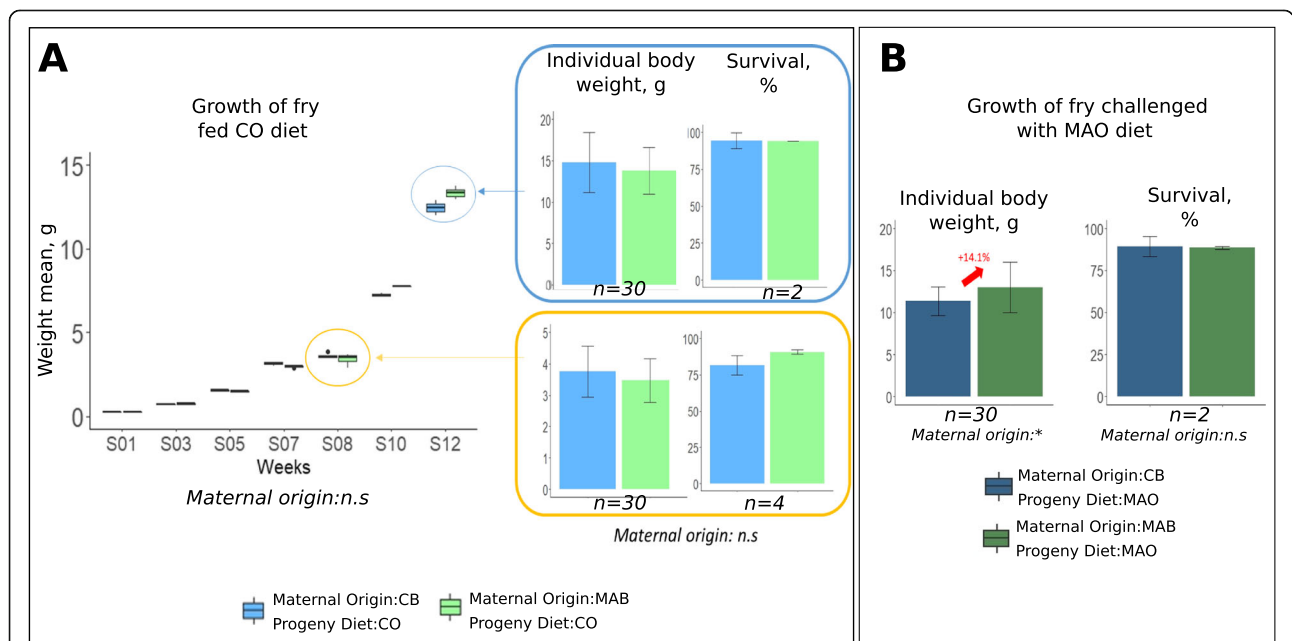 A
Growth of fry
fed CO diet
Weight mean, g
15
10
5
0
S01 S03 S05 S07 S08 S10 S12
Weeks
Maternal origin:n.s
Individual body
weight, g
20
15
10
5
0
n=30
Survival,
%
100
75
50
25
0
n=2
5
4
3
2
1
0
n=30
100
75
50
25
0
n=4
Maternal origin: n.s
Maternal Origin:CB
Progeny Diet:CO
Maternal Origin:MAB
Progeny Diet:CO
B
Growth of fry challenged
with MAO diet
Individual body
weight, g
20
15
10
5
0
+14.1%
n=30
Maternal origin:*
Survival,
%
100
75
50
25
0
n=2
Maternal origin:n.s
Maternal Origin:CB
Progeny Diet:MAO
Maternal Origin:MAB
Progeny Diet:MAO